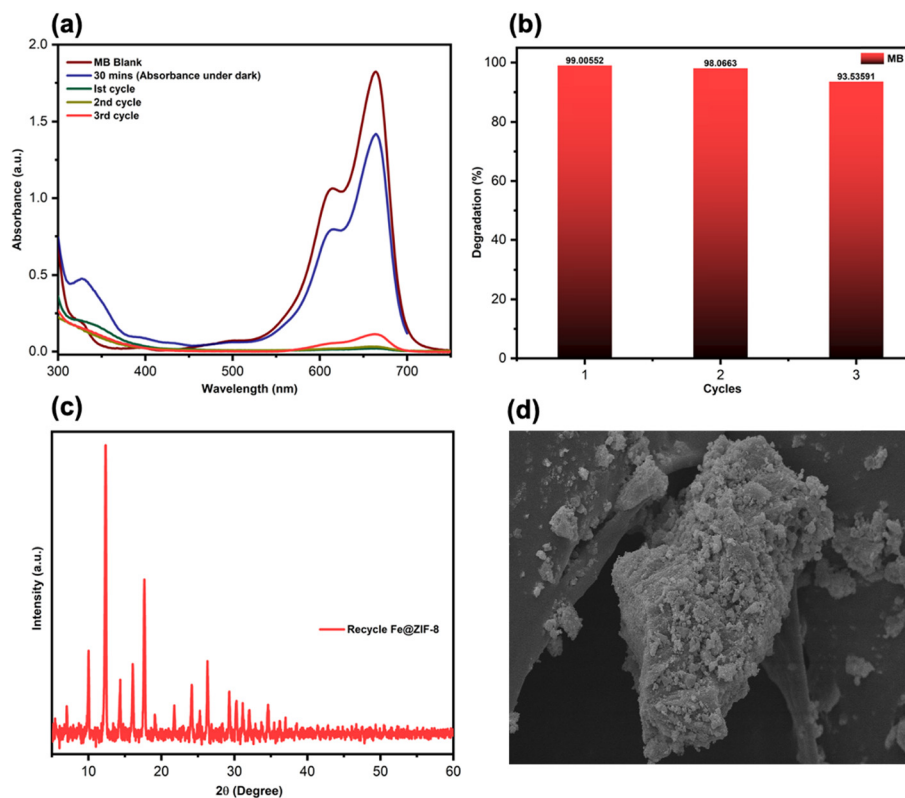 (a)
2.0
1.5
1.0
0.5
0.0
Absorbance (a.u.)
MB Blank
30 mins (Absorbance under dark)
Ist cycle
2nd cycle
3rd cycle
300
400
500
600
700
Wavelength (nm)
(b)
100
80
60
40
20
0
Degradation (%)
99.00552
98.0663
93.53591
MB
1
2
3
Cycles
(c)
Intensity (a.u.)
Recycle Fe@ZIF-8
10
20
30
40
50
60
2θ (Degree)
(d)